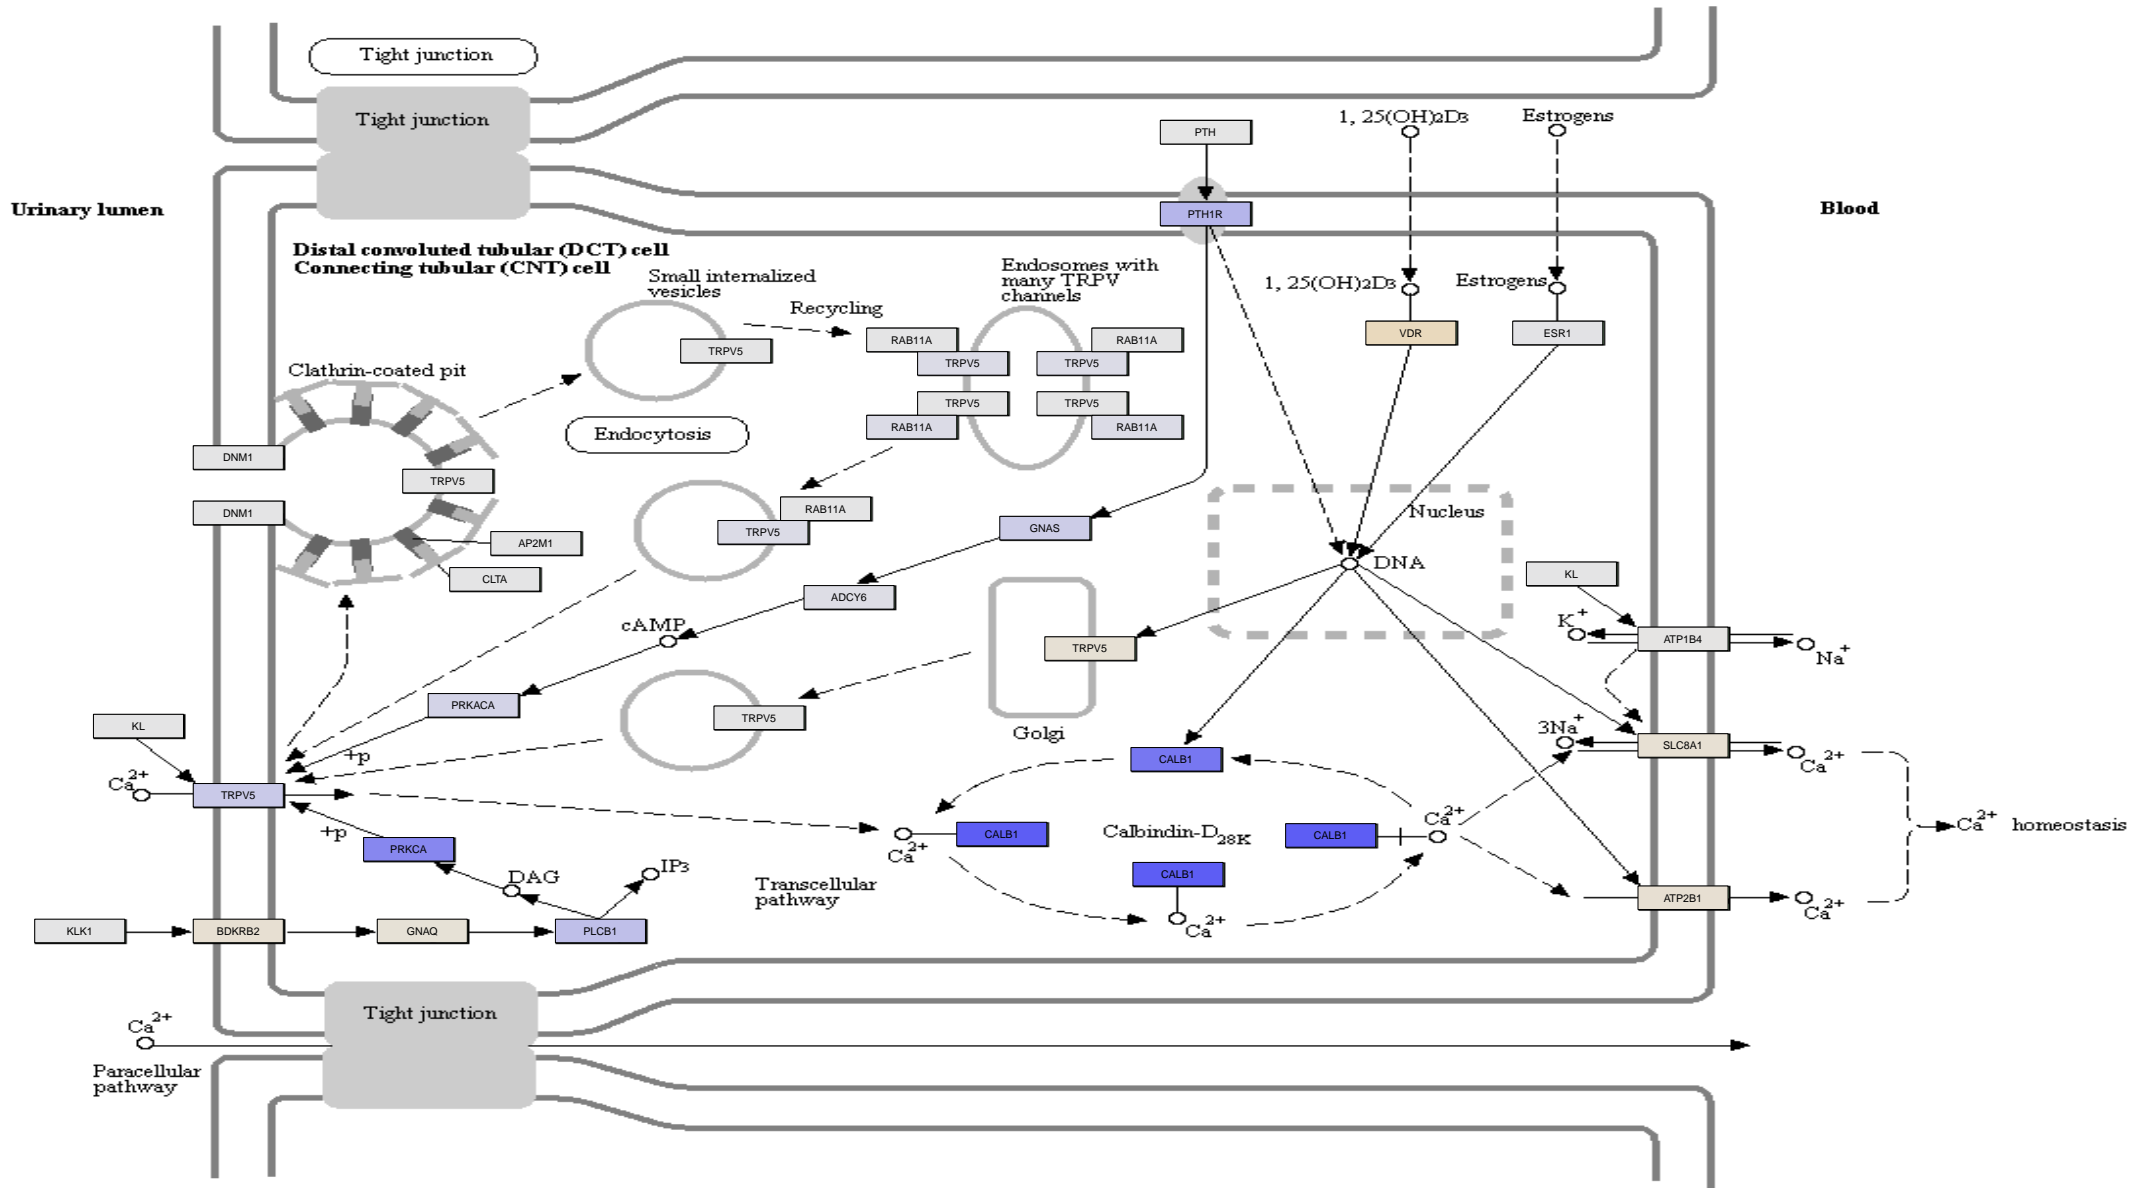 Tight junction
Tight junction
PTH
1, 25(OH)2D3
Estrogens
Urinary lumen
PTH1R
Blood
Distal convoluted tubular (DCT) cell
Connecting tubular (CNT) cell
Small internalized
vesicles
Recycling
Endosomes with
many TRPV
channels
1, 25(OH)2D3
Estrogens
RAB11A
RAB11A
VDR
ESR1
TRPV5
TRPV5
TRPV5
Clathrin-coated pit
TRPV5
TRPV5
RAB11A
RAB11A
Endocytosis
DNM1
TRPV5
DNM1
RAB11A
TRPV5
GNAS
Nucleus
AP2M1
CLTA
DNA
KL
ADCY6
cAMP
K+
ATP1B4
Na+
TRPV5
PRKACA
TRPV5
KL
Golgi
3Na+
SLC8A1
Ca2+
+p
CALB1
Ca2+
TRPV5
Ca2+
+p
CALB1
Calbindin-D28K
CALB1
Ca2+ homeostasis
Ca2+
PRKCA
IP3
DAG
CALB1
Transcellular
pathway
ATP2B1
Ca2+
Ca2+
KLK1
BDKRB2
GNAQ
PLCB1
Tight junction
Ca2+
Paracellular
pathway